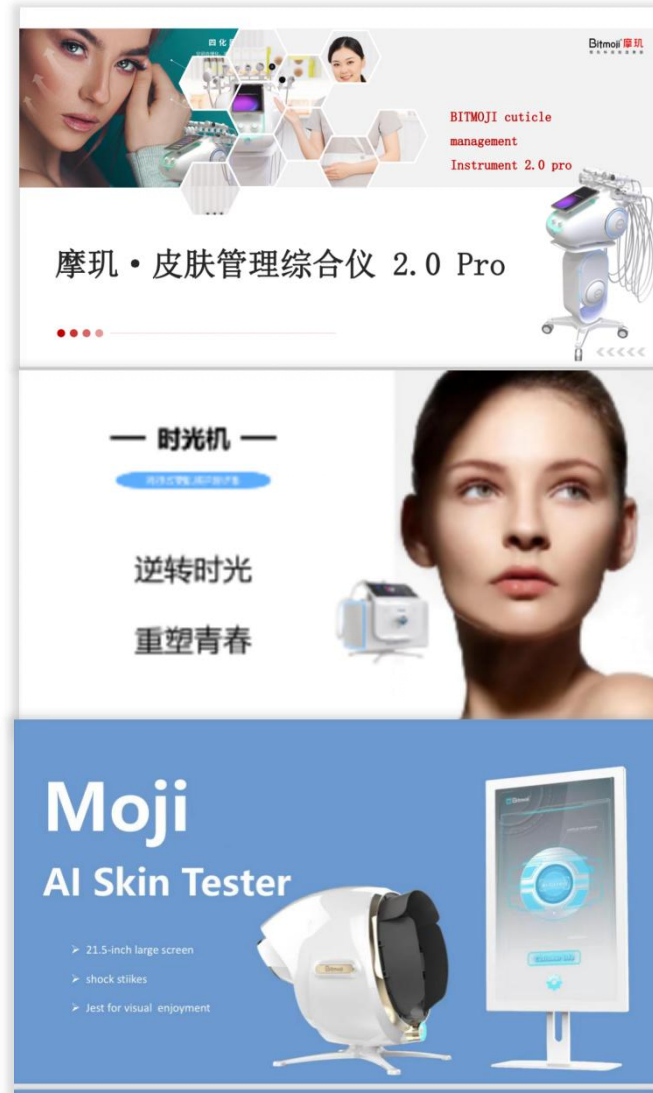 Bitmoji 摩玑
BITMOJI cuticle
management
Instrument 2.0 pro
摩玑•皮肤管理综合仪 2.0 Pro
时光机
逆转时光
重塑青春
Moji
AI Skin Tester
21.5-inch large screen
shock stiikes
Jest for visual enjoyment
Bitmoji
Bitmoji